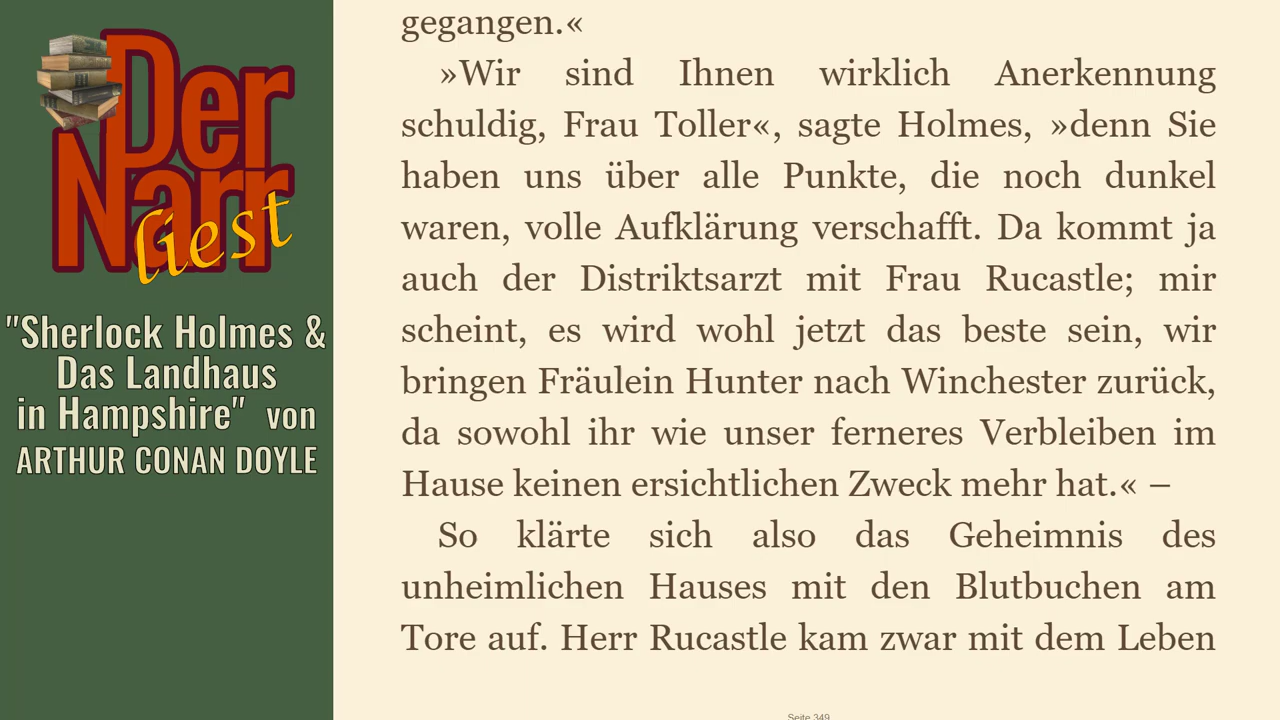 Der
Narr
liest
"Sherlock Holmes &
Das Landhaus
in Hampshire" von
ARTHUR CONAN DOYLE
gegangen.«
»Wir sind Ihnen wirklich Anerkennung
schuldig, Frau Toller«, sagte Holmes, »denn Sie
haben uns über alle Punkte, die noch dunkel
waren, volle Aufklärung verschafft. Da kommt ja
auch der Distriktsarzt mit Frau Rucastle; mir
scheint, es wird wohl jetzt das beste sein, wir
bringen Fräulein Hunter nach Winchester zurück,
da sowohl ihr wie unser ferneres Verbleiben im
Hause keinen ersichtlichen Zweck mehr hat.« –
So klärte sich also das Geheimnis des
unheimlichen Hauses mit den Blutbuchen am
Tore auf. Herr Rucastle kam zwar mit dem Leben
Seite 349